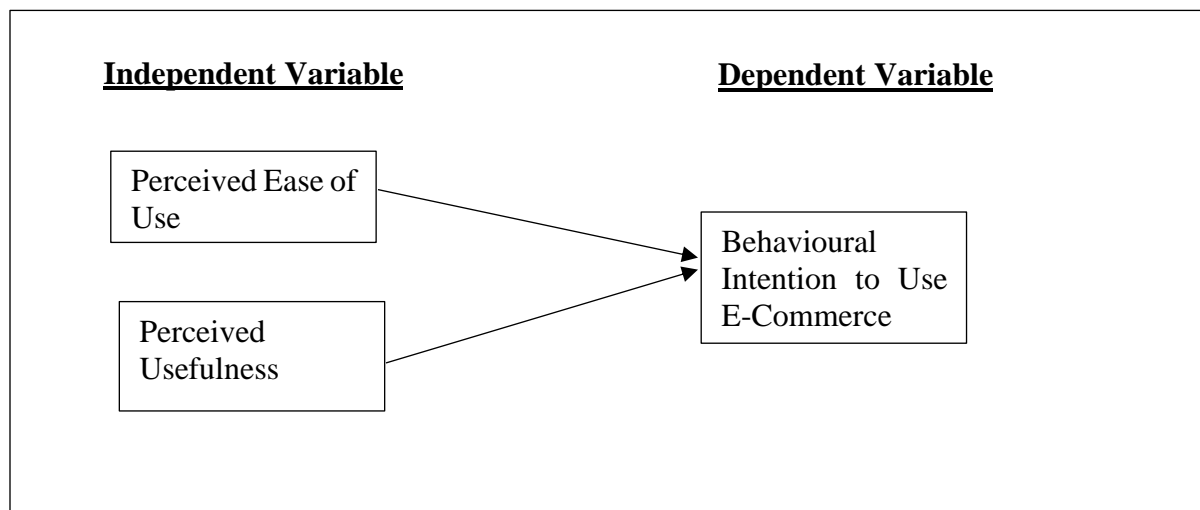 Independent Variable
Dependent Variable
Perceived Ease of
Use
Perceived
Usefulness
Behavioural
Intention to Use
E-Commerce